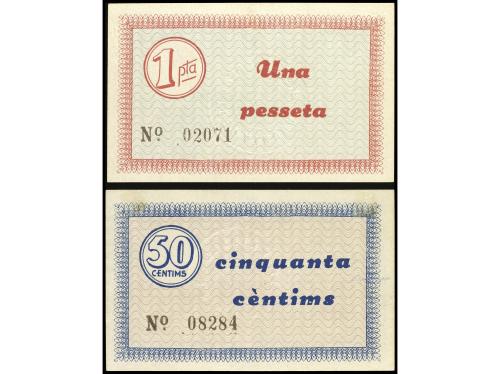 1 pta
Una
pesseta
Nº 02071
50
CENTIMS
cinquanta
cèntims
Nº 08284